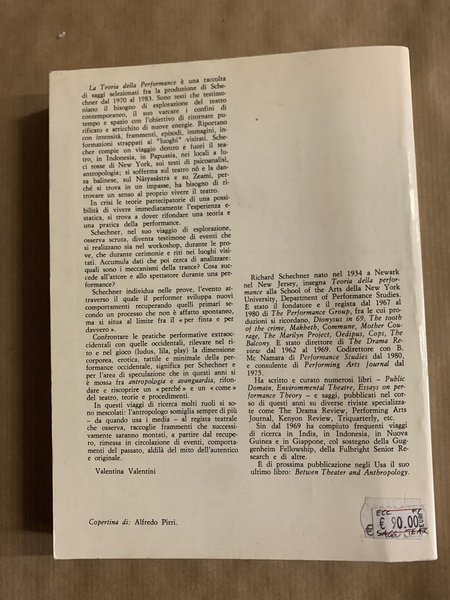 La Teoria della Performance è una raccolta
di saggi selezionati fra la produzione di Sche-
chner dal 1970 al 1983. Sono testi che testimo-
niano il bisogno di esplorazione del teatro
contemporaneo, il suo varcare i confini di
tempo e spazio con l'obiettivo di ritornare pu-
rificato e arricchito di nuove energie. Riportano
con intensità, frammenti, episodi, immagini, in-
formazioni strappati ai "luoghi" visitati. Sche-
chner compie un viaggio dentro e fuori il tea-
tro, in Indonesia, in Papuasia, nei locali a lu-
ci rosse di New York, sui testi di psicoanalisi,
antropologia; si sofferma sul teatro nō e la dan-
za balinese, sul Nātyasāstra e su Zeami, per-
ché si trova in un impasse, ha bisogno di ri-
trovare un senso al proprio vivere il teatro.
In crisi le teorie partecipatorie di una possi-
bilità di vivere immediatamente l'esperienza e-
statica, si trova a dover rifondare una teoria e
una pratica della performance.
Schechner, nel suo viaggio di esplorazione,
osserva scruta, diventa testimone di eventi che
si realizzano sia nel workoshop, durante le pro-
ve, che durante cerimonie e riti nei luoghi visi-
tati. Accumula dati che poi cerca di analizzare:
quali sono i meccanismi della trance? Cosa suc-
cede all'attore e allo spettatore durante una per-
formance?
Schechner individua nelle prove, l'evento at-
traverso il quale il performer sviluppa nuovi
comportamenti recuperando quelli primari se-
condo un processo che non è affatto spontaneo,
ma si situa al limite fra il « per finta e per
davvero ».
Confrontare le pratiche performative extraoc-
cidentali con quelle occidentali, rilevare nel ri-
to e nel gioco (ludus, lila, play) la dimensione
corporea, erotica, tattile e minimale della per-
formance occidentale, significa per Schechner e
per l'area di speculazione che in questi anni si
è mossa fra antropologia e avanguardia, rifon-
dare e riscoprire un « perché » e un « come »
del teatro, teorie e procedimenti.
In questi viaggi di ricerca molti ruoli si so-
no mescolati: l'antropologo somiglia sempre di più
- da quando usa i media - al regista teatrale
che osserva, raccoglie frammenti che successi-
vamente saranno montati, a partire dal recupe-
ro, rimessa in circolazione di eventi, comporta-
menti del passato, aldilà del mito dell'autentico
e originale.
Valentina Valentini
Copertina di: Alfredo Pirri.
Richard Schechner nato nel 1934 a Newark
nel New Jersey, insegna Teoria della perfor-
mance alla School of the Arts della New York
University, Department of Performance Studies.
È stato il fondatore e il regista dal 1967 al
1980 di The Performance Group, fra le cui pro-
duzioni si ricordano, Dionysus in 69, The tooth
of the crime, Makbeth, Commune, Mother Cou-
rage, The Marilyn Project, Oedipus, Cops, The
Balcony. È stato direttore di The Drama Re-
view dal 1962 al 1969. Codirettore con B.
Mc Namara di Performance Studies dal 1980,
e consulente di Performing Arts Journal dal
1975.
Ha scritto e curato numerosi libri - Public
Domain, Environmental Theatre, Essays on per-
formance Theory - e saggi, pubblicati nel cor-
so di questi anni su diverse riviste specializza-
te come The Drama Review, Performing Arts
Journal, Kenyon Review, Triquarterly, etc.
Sin dal 1969 ha compiuto frequenti viaggi
di ricerca in India, in Indonesia, in Nuova
Guinea e in Giappone, col sostegno della Gug-
genheim Fellowship, della Fulbright Senior Re-
search e di altre.
È di prossima pubblicazione negli Usa il suo
ultimo libro: Betwen Theater and Anthropology.
€ 90.00